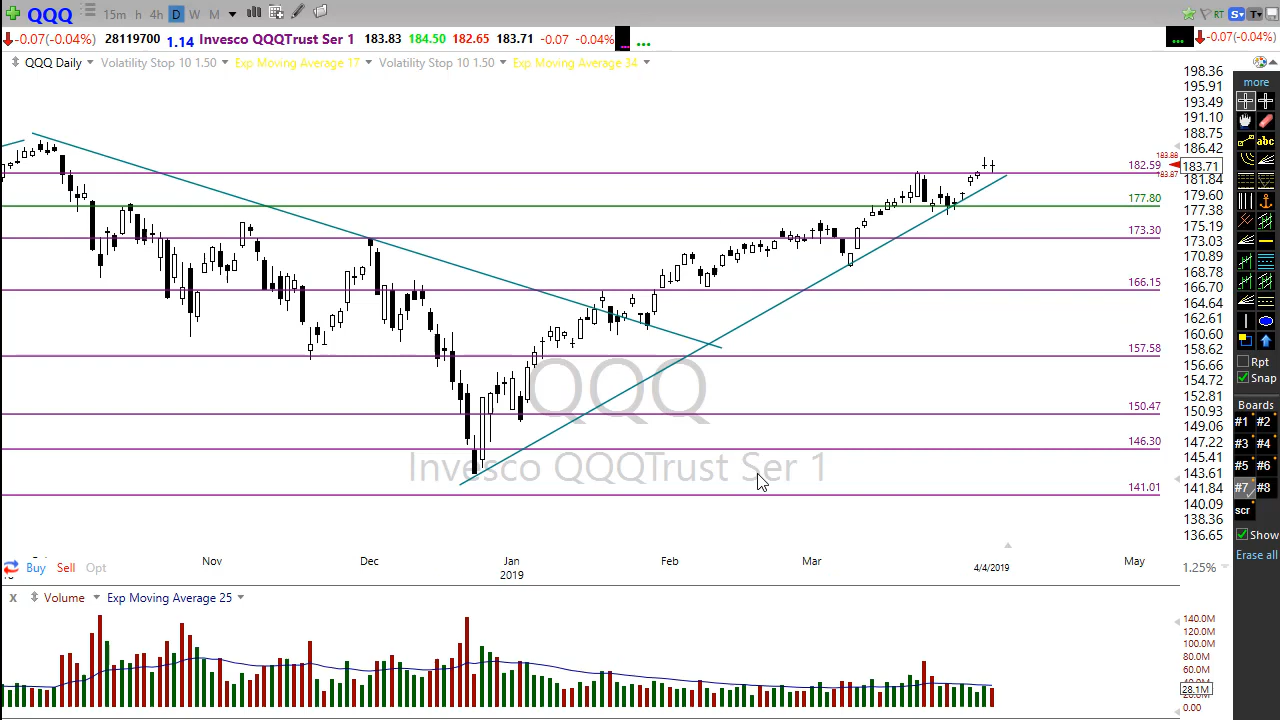 QQQ 15m h 4h D W M RT S T
-0.07(-0.04%) 28119700 1.14 Invesco QQQTrust Ser 1 183.83 184.50 182.65 183.71 -0.07 -0.04% ... ... ... -0.07(-0.04%)
QQQ Daily Volatility Stop 10 1.50 Exp Moving Average 17 Volatility Stop 10 1.50 Exp Moving Average 34
198.36
195.91
193.49
191.10
188.75
186.42
183.71
181.84
179.60
177.38
175.19
173.03
170.89
168.78
166.70
164.64
162.61
160.60
158.62
156.66
154.72
152.81
150.93
149.06
147.22
145.41
143.61
141.84
140.09
138.36
136.65
182.59
177.80
173.30
166.15
157.58
150.47
146.30
141.01
QQQ
Invesco QQQTrust Ser 1
more
abc
Rpt
Snap
Boards
#1 #2
#3 #4
#5 #6
#7 #8
scr
Show
Erase all
Nov Dec Jan Feb Mar May
2019 4/4/2019
Buy Sell Opt 1.25%
X Volume Exp Moving Average 25
140.0M
120.0M
100.0M
80.0M
60.0M
28.1M
0.00